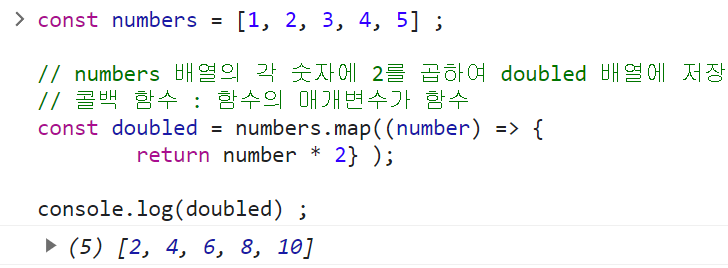 > const numbers = [1, 2, 3, 4, 5] ;
// numbers 배열의 각 숫자에 2를 곱하여 doubled 배열에 저장
// 콜백 함수 : 함수의 매개변수가 함수
const doubled = numbers.map((number) => {
return number * 2} );
console.log(doubled) ;
▶ (5) [2, 4, 6, 8, 10]